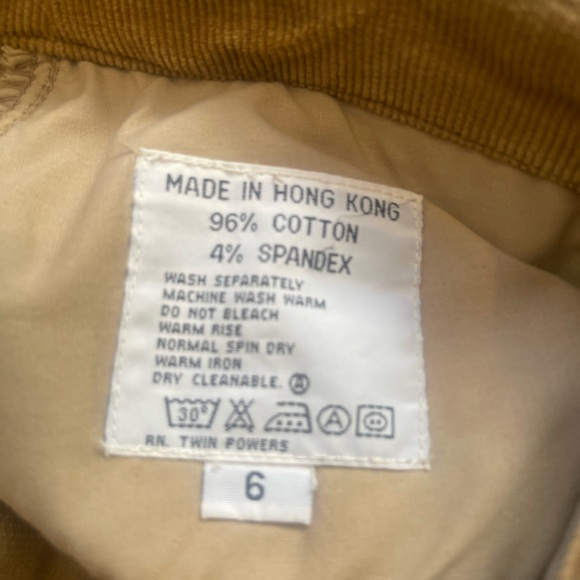 MADE IN HONG KONG
96% COTTON
4% SPANDEX
WASH SEPARATELY
MACHINE WASH WARM
DO NOT BLEACH
WARM RISE
NORMAL SPIN DRY
WARM IRON
DRY CLEANABLE. Ⓐ
30° A
RN. TWIN POWERS
6